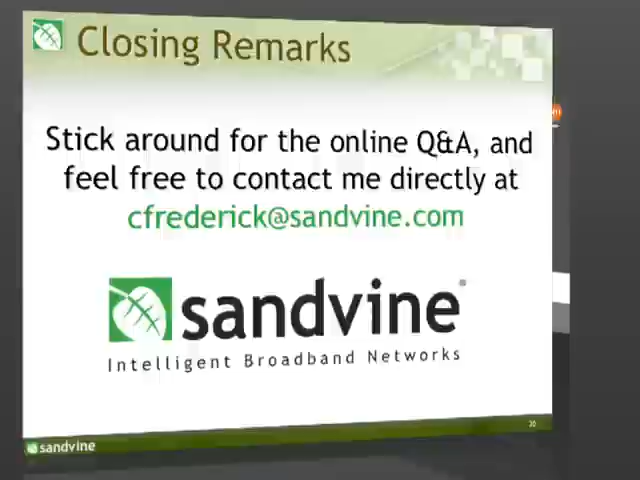 Closing Remarks
Stick around for the online Q&A, and
feel free to contact me directly at
cfrederick@sandvine.com
sandvine®
Intelligent Broadband Networks
sandvine